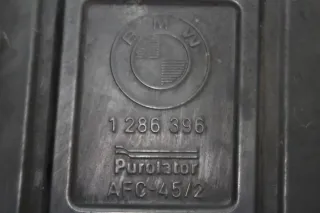 BMW
1 286 396
Purolator
AFC-45/2